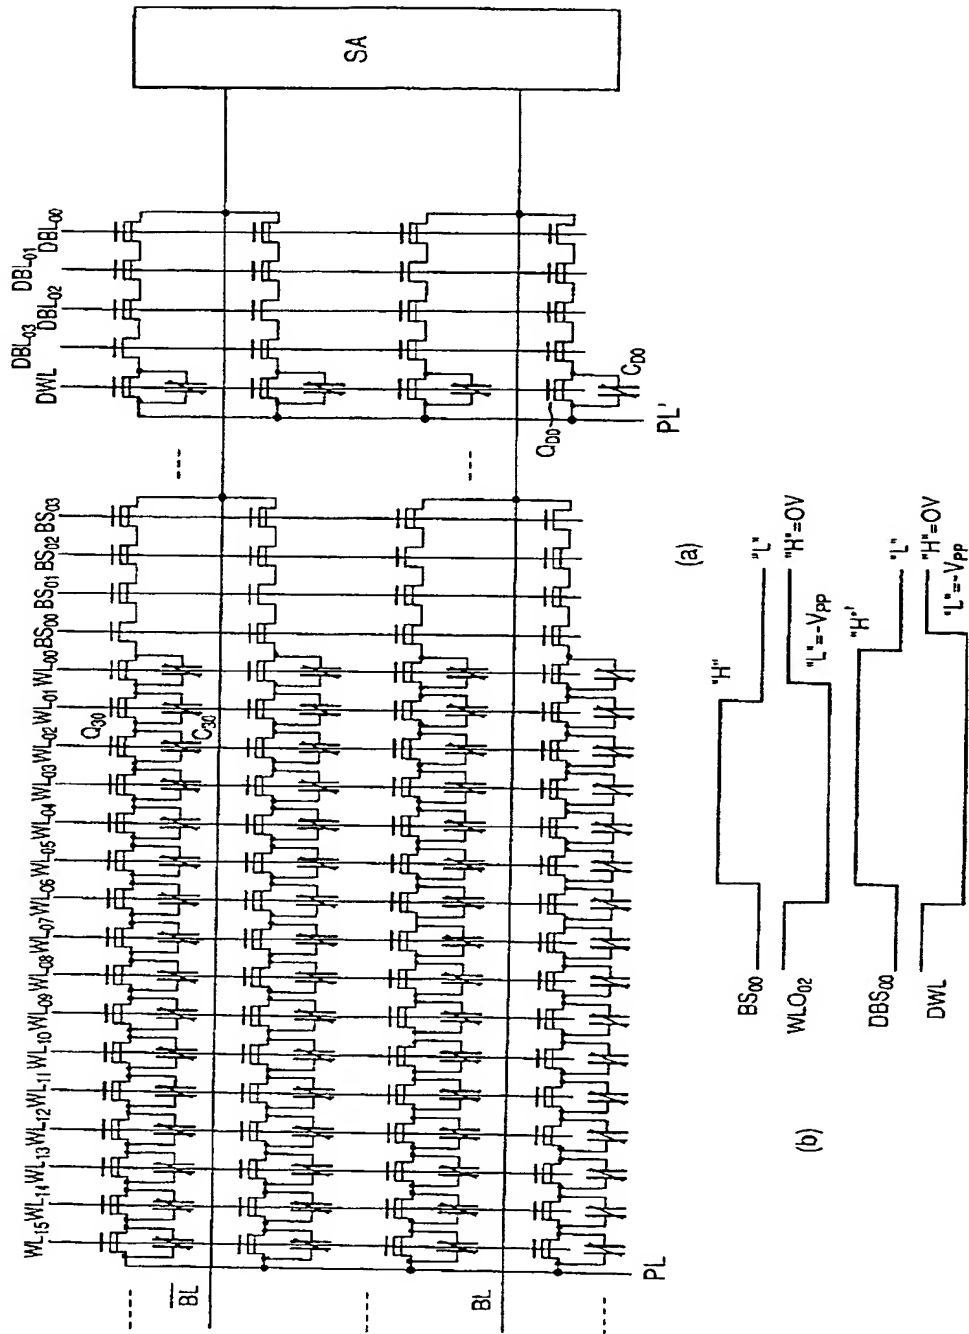 WL15 WL14 WL13 WL12 WL11 WL10 WL09 WL08 WL07 WL06 WL05 WL04 WL03 WL02 WL01 WL00 BS00 BS01 BS02 BS03
DWL DBL03 DBL02 DBL01 DBL00
Q30
C30
SA
BL
BL
PL
QD0
CD0
PL'
(a)
BS00 "H" "L"
WLO02 "L"=-VPP "H"=0V
DBS00 "H"' "L"
DWL "L"=-VPP "H"=0V
(b)